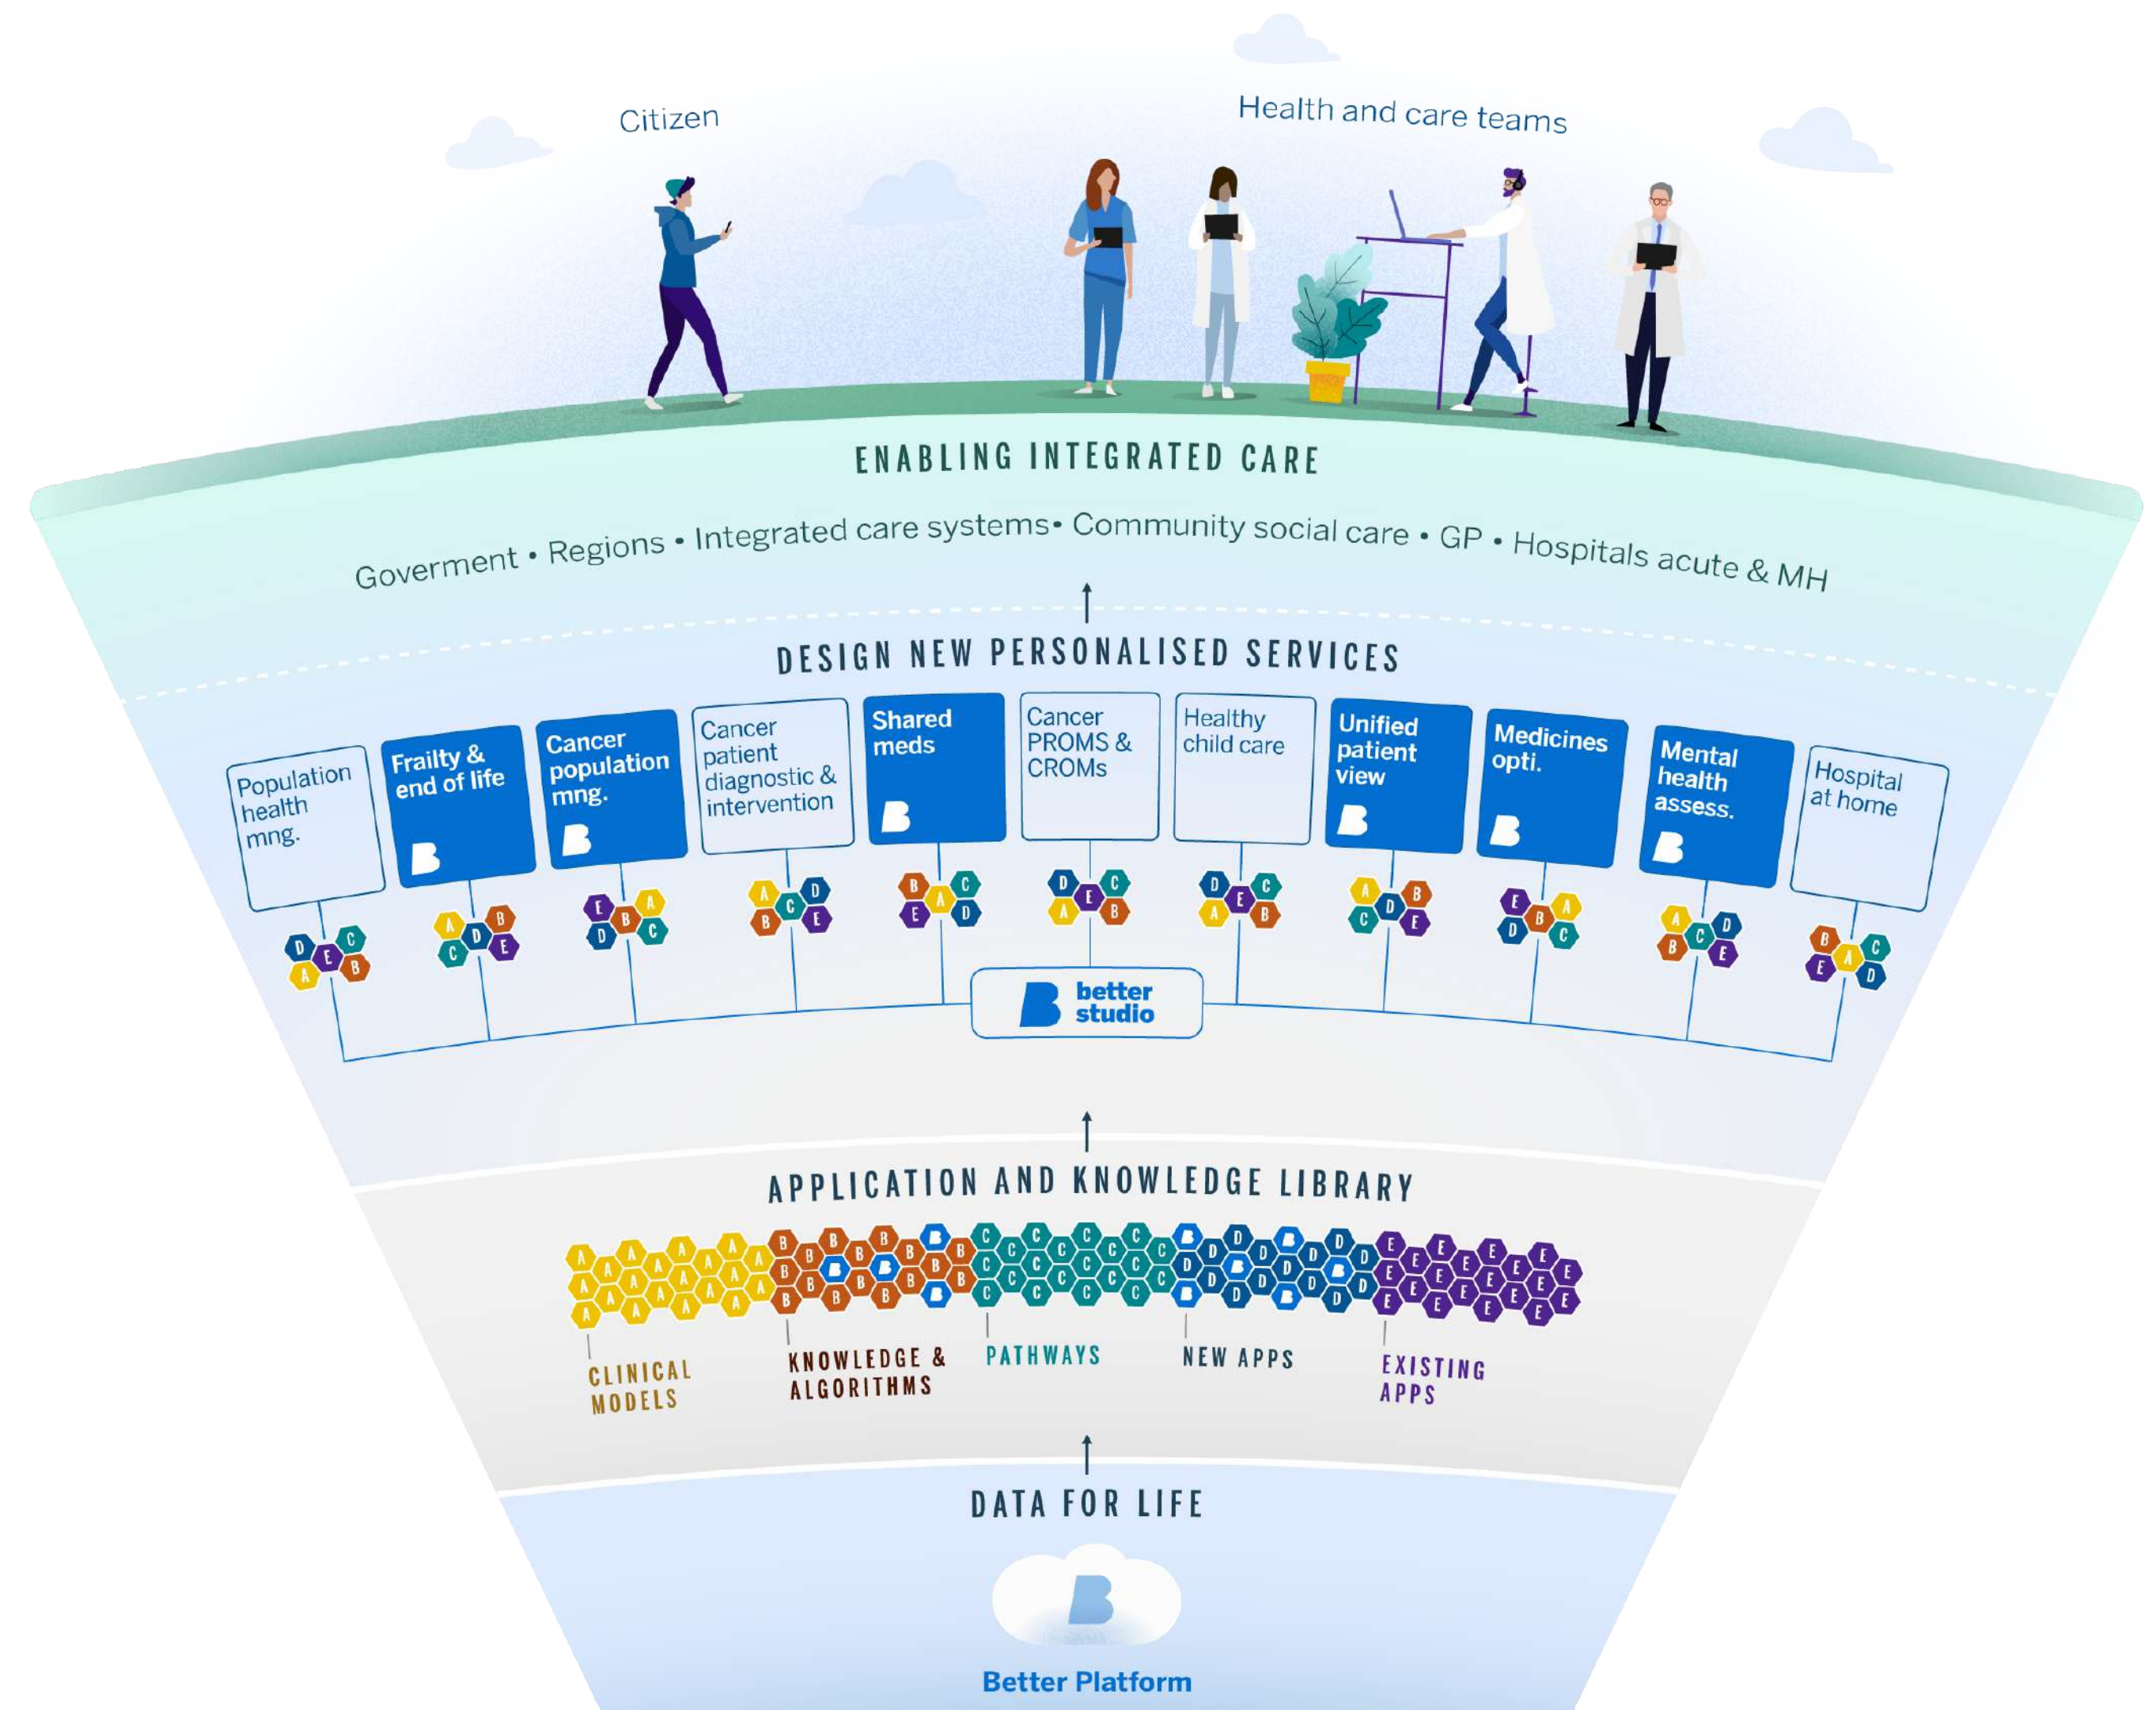 Citizen
Health and care teams
ENABLING INTEGRATED CARE
Goverment • Regions • Integrated care systems• Community social care • GP • Hospitals acute & MH
DESIGN NEW PERSONALISED SERVICES
Population
health
mng.
Frailty &
end of life
B
Cancer
population
mng.
B
Cancer
patient
diagnostic &
intervention
Shared
meds
B
Cancer
PROMS &
CROMs
Healthy
child care
Unified
patient
view
B
Medicines
opti.
B
Mental
health
assess.
B
Hospital
at home
D C
E
A B
A B
D
C E
E A
B
D C
A D
C
B E
B C
A
E D
D C
E
A B
D C
E
A B
A B
D
C E
E A
B
D C
A D
C
B E
B C
A
E D
B better
studio
APPLICATION AND KNOWLEDGE LIBRARY
A A A A B B B B C C C C B D B D E E E E
A A A A B B B B C C C C D D D D E E E E
A A A A B B B B C C C C D B D B E E E E
A A A A B B B B C C C C D D D D E E E E
A A A A B B B B C C C C B D B D E E E E
CLINICAL
MODELS
KNOWLEDGE &
ALGORITHMS
PATHWAYS
NEW APPS
EXISTING
APPS
DATA FOR LIFE
B
Better Platform